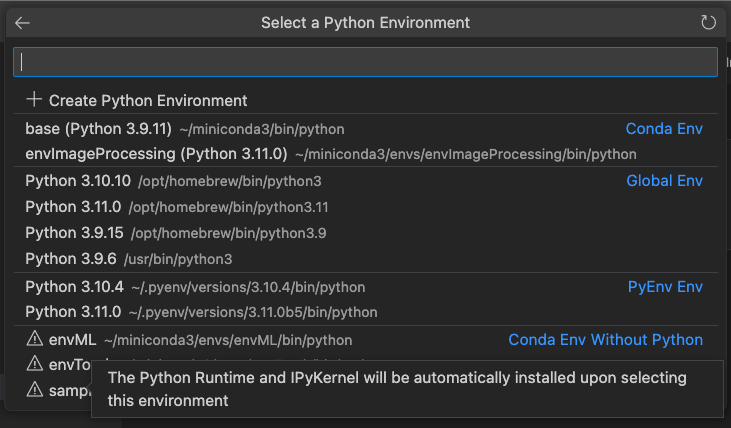 Select a Python Environment
Create Python Environment
base (Python 3.9.11) ~/miniconda3/bin/python Conda Env
envImageProcessing (Python 3.11.0) ~/miniconda3/envs/envImageProcessing/bin/python
Python 3.10.10 /opt/homebrew/bin/python3 Global Env
Python 3.11.0 /opt/homebrew/bin/python3.11
Python 3.9.15 /opt/homebrew/bin/python3.9
Python 3.9.6 /usr/bin/python3
Python 3.10.4 ~/.pyenv/versions/3.10.4/bin/python PyEnv Env
Python 3.11.0 ~/.pyenv/versions/3.11.0b5/bin/python
envML ~/miniconda3/envs/envML/bin/python Conda Env Without Python
envTo
samp
The Python Runtime and IPyKernel will be automatically installed upon selecting
this environment